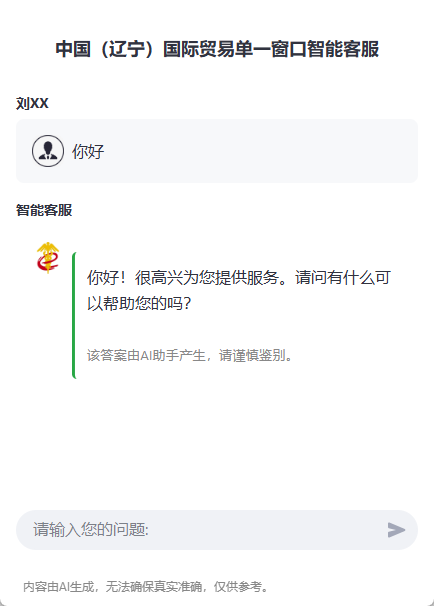 中国（辽宁）国际贸易单一窗口智能客服
刘XX
你好
智能客服
你好！很高兴为您提供服务。请问有什么可
以帮助您的吗?
该答案由AI助手产生，请谨慎鉴别。
请输入您的问题:
内容由AI生成，无法确保真实准确，仅供参考。